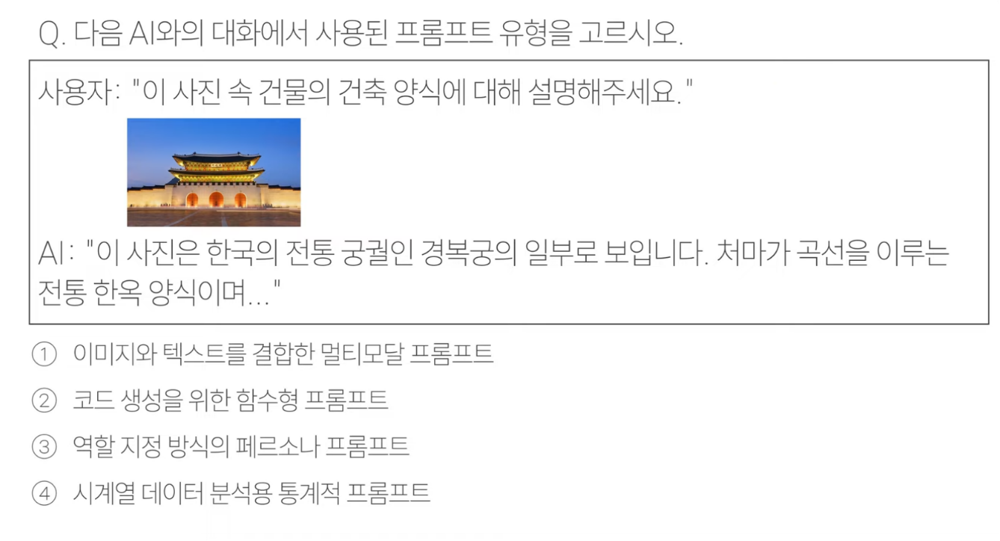 Q. 다음 AI와의 대화에서 사용된 프롬프트 유형을 고르시오.
사용자: "이 사진 속 건물의 건축 양식에 대해 설명해주세요."
AI: "이 사진은 한국의 전통 궁궐인 경복궁의 일부로 보입니다. 처마가 곡선을 이루는
전통 한옥 양식이며..."
① 이미지와 텍스트를 결합한 멀티모달 프롬프트
② 코드 생성을 위한 함수형 프롬프트
③ 역할 지정 방식의 페르소나 프롬프트
④ 시계열 데이터 분석용 통계적 프롬프트